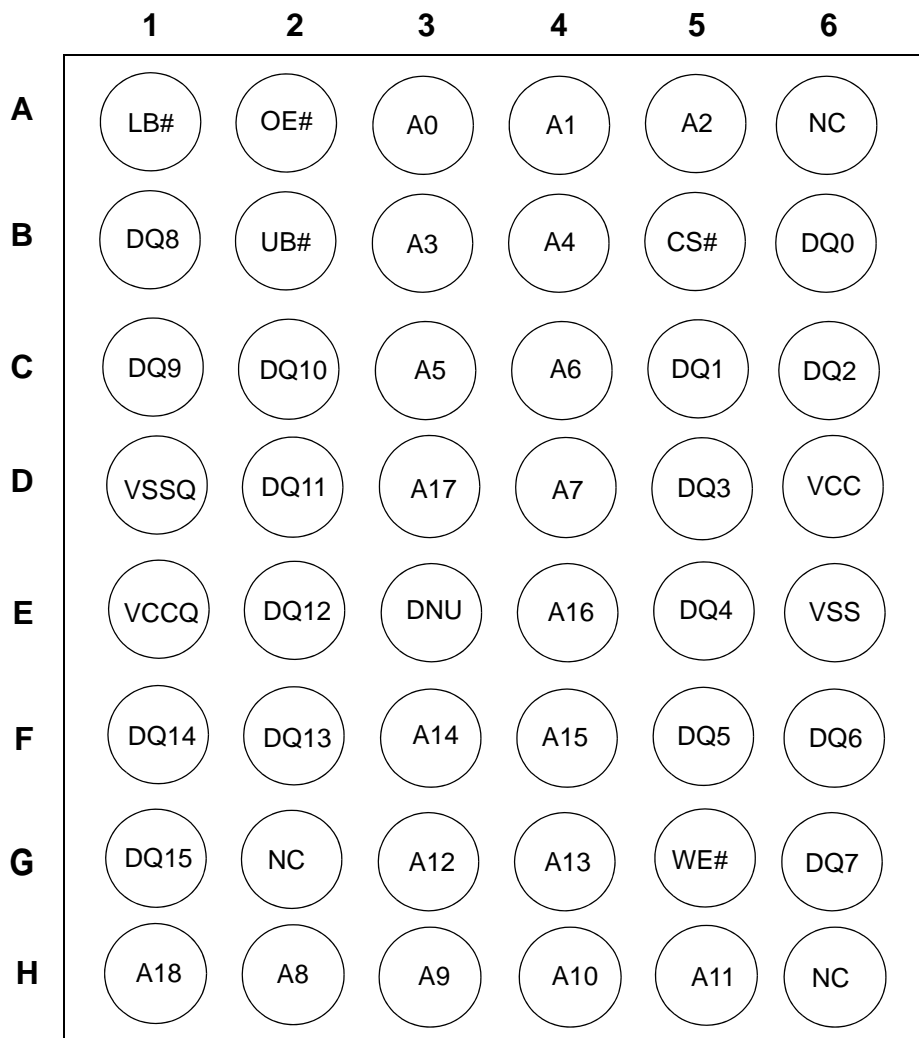 1 2 3 4 5 6
A LB# OE# A0 A1 A2 NC
B DQ8 UB# A3 A4 CS# DQ0
C DQ9 DQ10 A5 A6 DQ1 DQ2
D VSSQ DQ11 A17 A7 DQ3 VCC
E VCCQ DQ12 DNU A16 DQ4 VSS
F DQ14 DQ13 A14 A15 DQ5 DQ6
G DQ15 NC A12 A13 WE# DQ7
H A18 A8 A9 A10 A11 NC